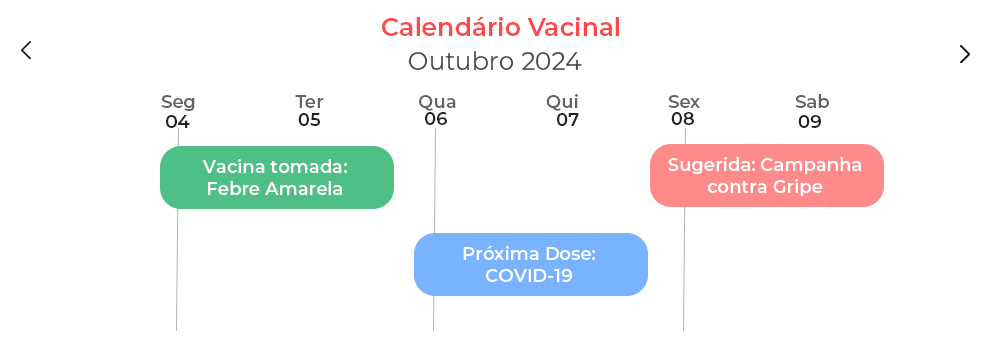 Calendário Vacinal
Outubro 2024
Seg Ter Qua Qui Sex Sab
04 05 06 07 08 09
Vacina tomada:
Febre Amarela
Sugerida: Campanha
contra Gripe
Próxima Dose:
COVID-19